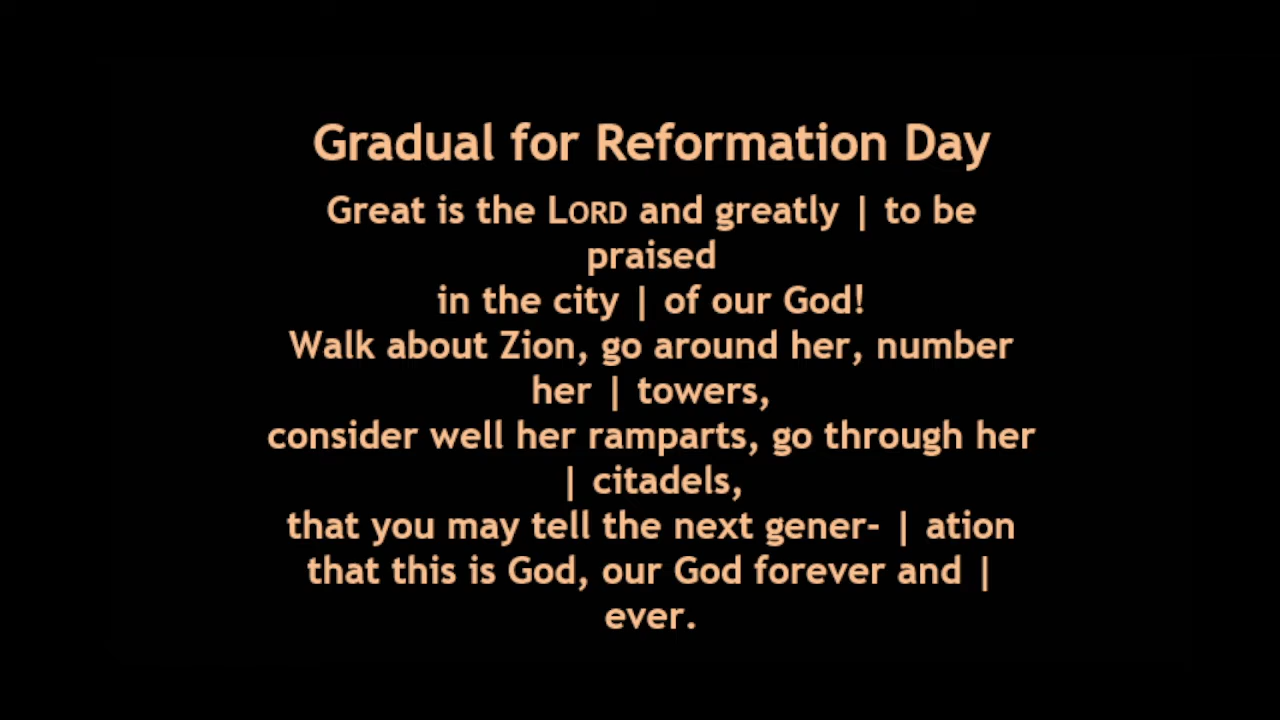 Gradual for Reformation Day
Great is the LORD and greatly | to be
praised
in the city | of our God!
Walk about Zion, go around her, number
her | towers,
consider well her ramparts, go through her
| citadels,
that you may tell the next gener- | ation
that this is God, our God forever and |
ever.